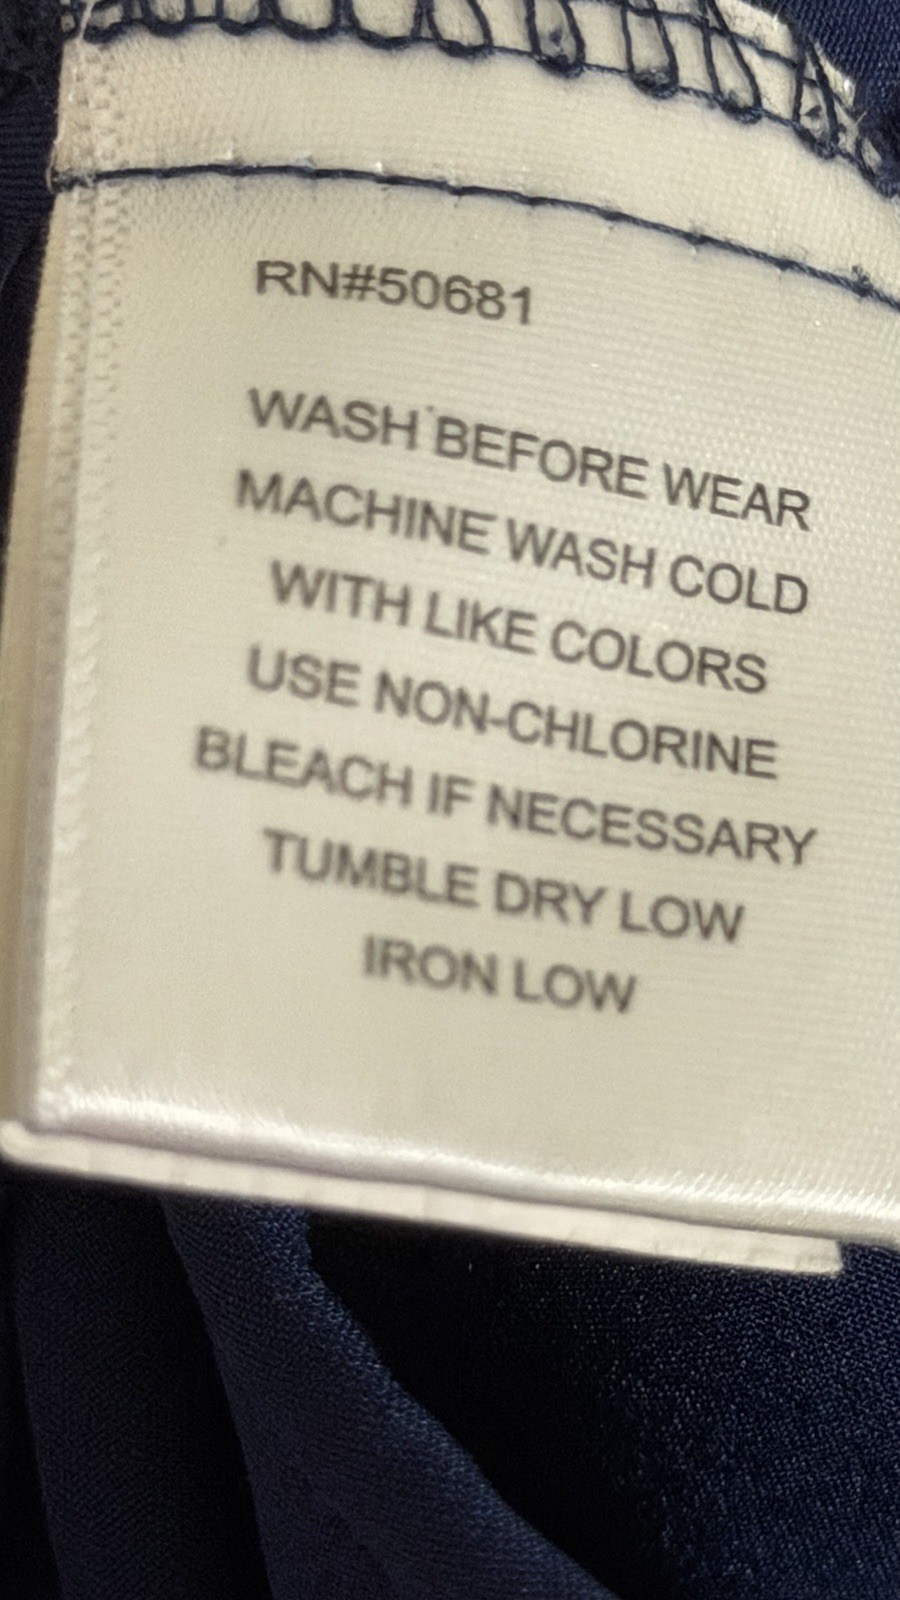 RN#50681
WASH BEFORE WEAR
MACHINE WASH COLD
WITH LIKE COLORS
USE NON-CHLORINE
BLEACH IF NECESSARY
TUMBLE DRY LOW
IRON LOW